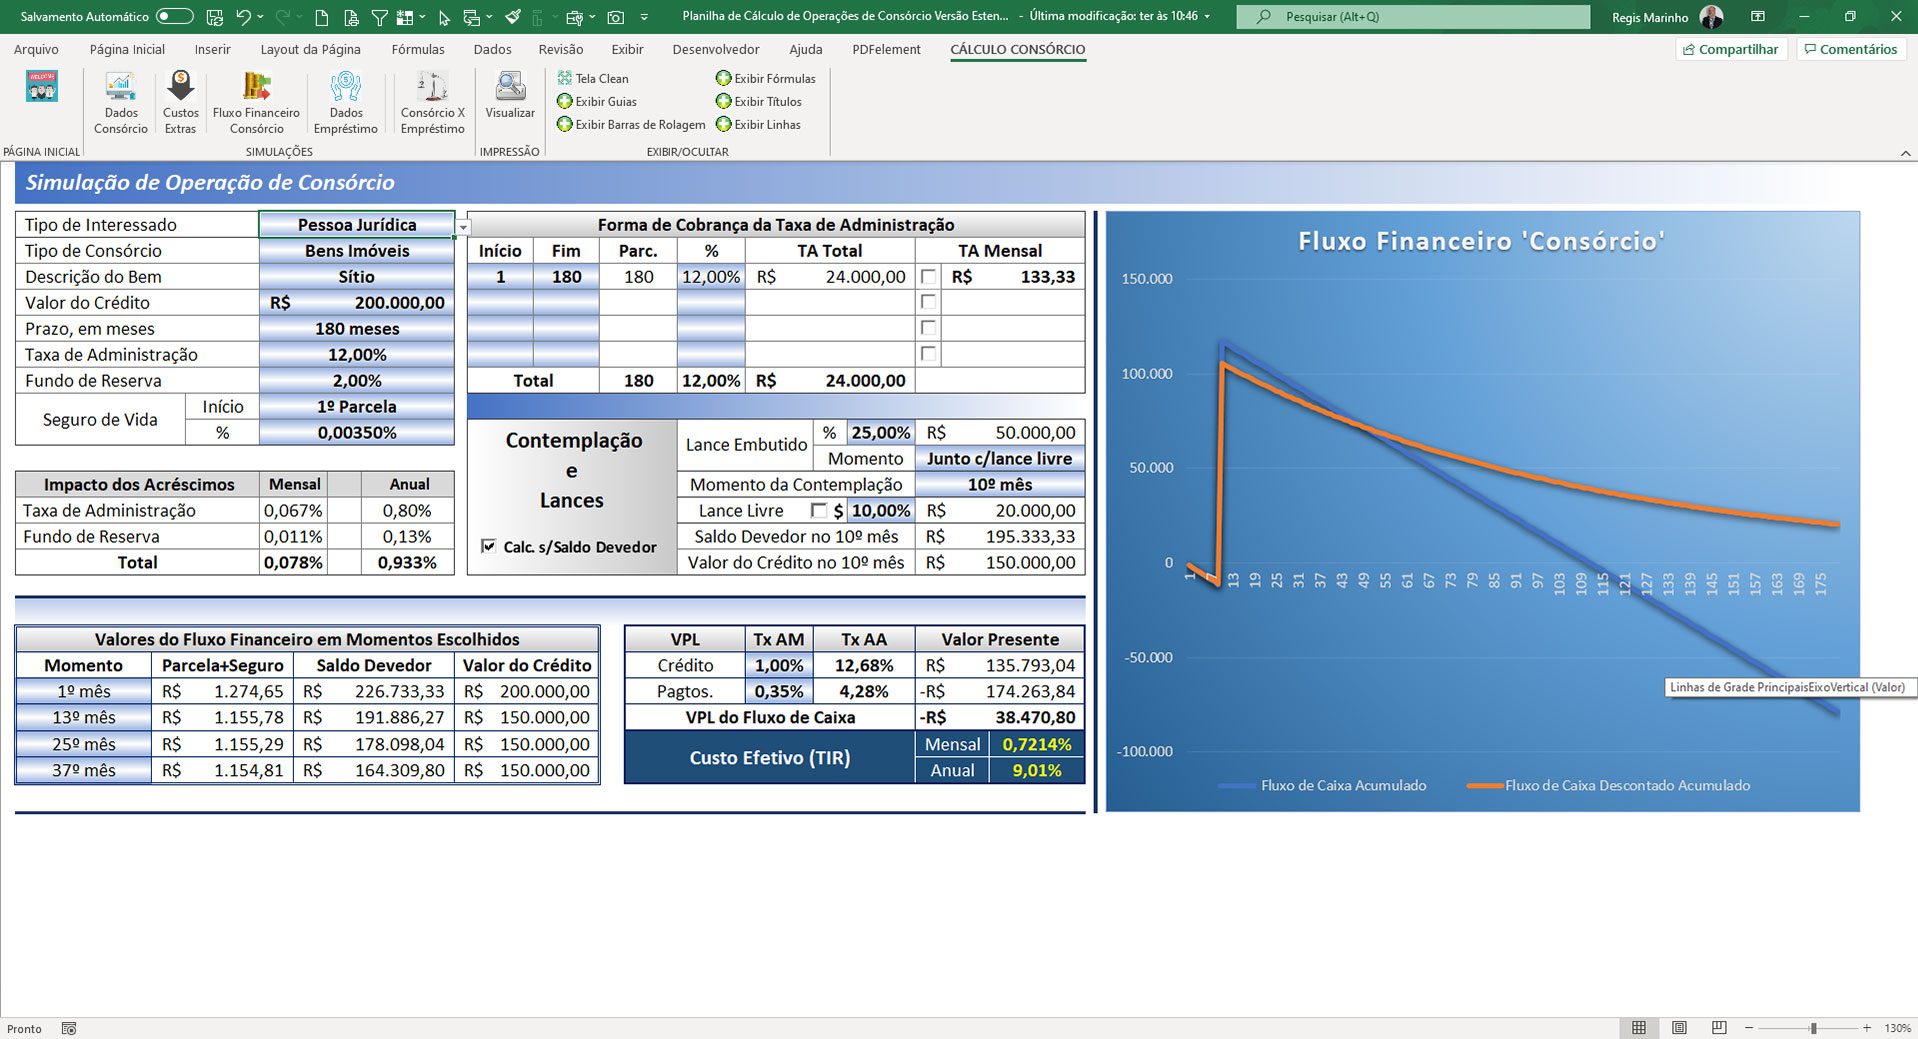 Salvamento Automático
Planilha de Cálculo de Operações de Consórcio Versão Esten... - Última modificação: ter às 10:46
Pesquisar (Alt+Q)
Regis Marinho
Arquivo Página Inicial Inserir Layout da Página Fórmulas Dados Revisão Exibir Desenvolvedor Ajuda PDFelement CÁLCULO CONSÓRCIO
Compartilhar Comentários
WELCOME
Dados Consórcio
Custos Extras
Fluxo Financeiro Consórcio
Dados Empréstimo
Consórcio X Empréstimo
Visualizar
Tela Clean
Exibir Guias
Exibir Barras de Rolagem
Exibir Fórmulas
Exibir Títulos
Exibir Linhas
PÁGINA INICIAL SIMULAÇÕES IMPRESSÃO EXIBIR/OCULTAR
Simulação de Operação de Consórcio
Tipo de Interessado Pessoa Jurídica
Tipo de Consórcio Bens Imóveis
Descrição do Bem Sítio
Valor do Crédito R$ 200.000,00
Prazo, em meses 180 meses
Taxa de Administração 12,00%
Fundo de Reserva 2,00%
Seguro de Vida
Início 1º Parcela
% 0,00350%
Impacto dos Acréscimos Mensal Anual
Taxa de Administração 0,067% 0,80%
Fundo de Reserva 0,011% 0,13%
Total 0,078% 0,933%
Forma de Cobrança da Taxa de Administração
Início Fim Parc. % TA Total TA Mensal
1 180 180 12,00% R$ 24.000,00 R$ 133,33
Total 180 12,00% R$ 24.000,00
Contemplação
e
Lances
Calc. s/Saldo Devedor
Lance Embutido
% 25,00% R$ 50.000,00
Momento Junto c/lance livre
Momento da Contemplação 10º mês
Lance Livre $ 10,00% R$ 20.000,00
Saldo Devedor no 10º mês R$ 195.333,33
Valor do Crédito no 10º mês R$ 150.000,00
Valores do Fluxo Financeiro em Momentos Escolhidos
Momento Parcela+Seguro Saldo Devedor Valor do Crédito
1º mês R$ 1.274,65 R$ 226.733,33 R$ 200.000,00
13º mês R$ 1.155,78 R$ 191.886,27 R$ 150.000,00
25º mês R$ 1.155,29 R$ 178.098,04 R$ 150.000,00
37º mês R$ 1.154,81 R$ 164.309,80 R$ 150.000,00
VPL Tx AM Tx AA Valor Presente
Crédito 1,00% 12,68% R$ 135.793,04
Pagtos. 0,35% 4,28% -R$ 174.263,84
VPL do Fluxo de Caixa -R$ 38.470,80
Custo Efetivo (TIR)
Mensal 0,7214%
Anual 9,01%
Fluxo Financeiro 'Consórcio'
150.000
100.000
50.000
0
-50.000
-100.000
1 7 13 19 25 31 37 43 49 55 61 67 73 79 85 91 97 103 109 115 121 127 133 139 145 151 157 163 169 175
Linhas de Grade PrincipaisEixoVertical (Valor)
Fluxo de Caixa Acumulado Fluxo de Caixa Descontado Acumulado
Pronto
130%